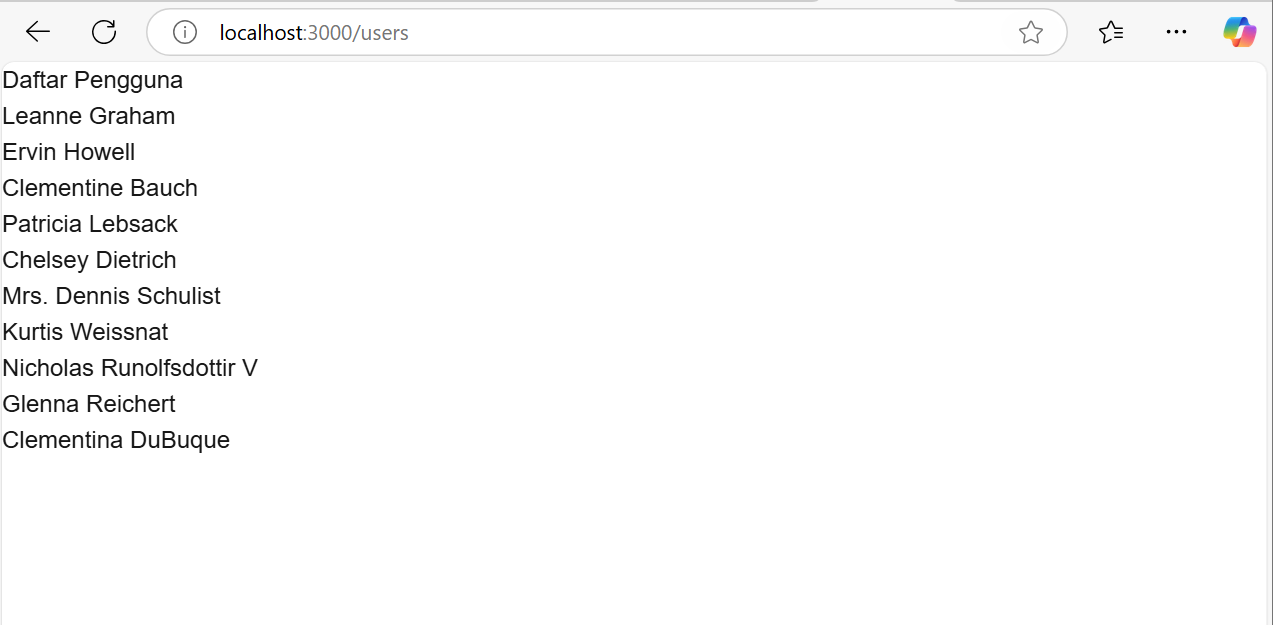 localhost:3000/users
Daftar Pengguna
Leanne Graham
Ervin Howell
Clementine Bauch
Patricia Lebsack
Chelsey Dietrich
Mrs. Dennis Schulist
Kurtis Weissnat
Nicholas Runolfsdottir V
Glenna Reichert
Clementina DuBuque